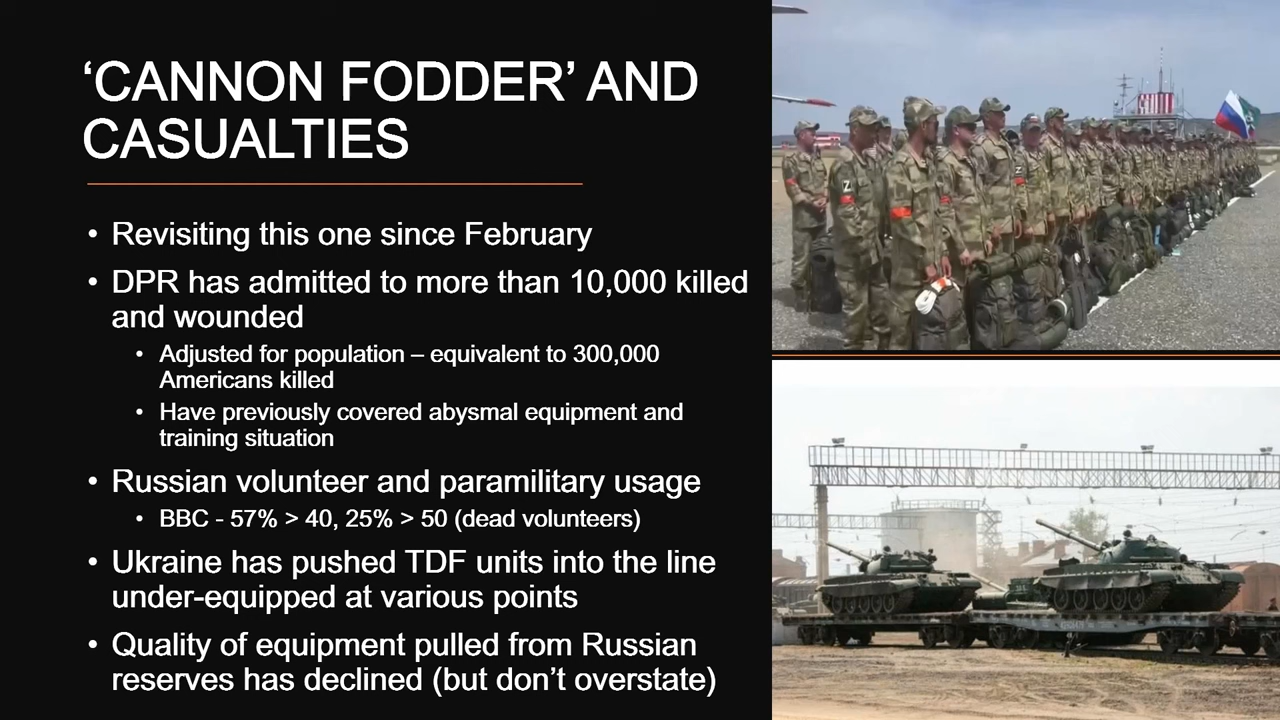 ‘CANNON FODDER’ AND
CASUALTIES
• Revisiting this one since February
• DPR has admitted to more than 10,000 killed
and wounded
• Adjusted for population – equivalent to 300,000
Americans killed
• Have previously covered abysmal equipment and
training situation
• Russian volunteer and paramilitary usage
• BBC - 57% > 40, 25% > 50 (dead volunteers)
• Ukraine has pushed TDF units into the line
under-equipped at various points
• Quality of equipment pulled from Russian
reserves has declined (but don’t overstate)
Z
Z